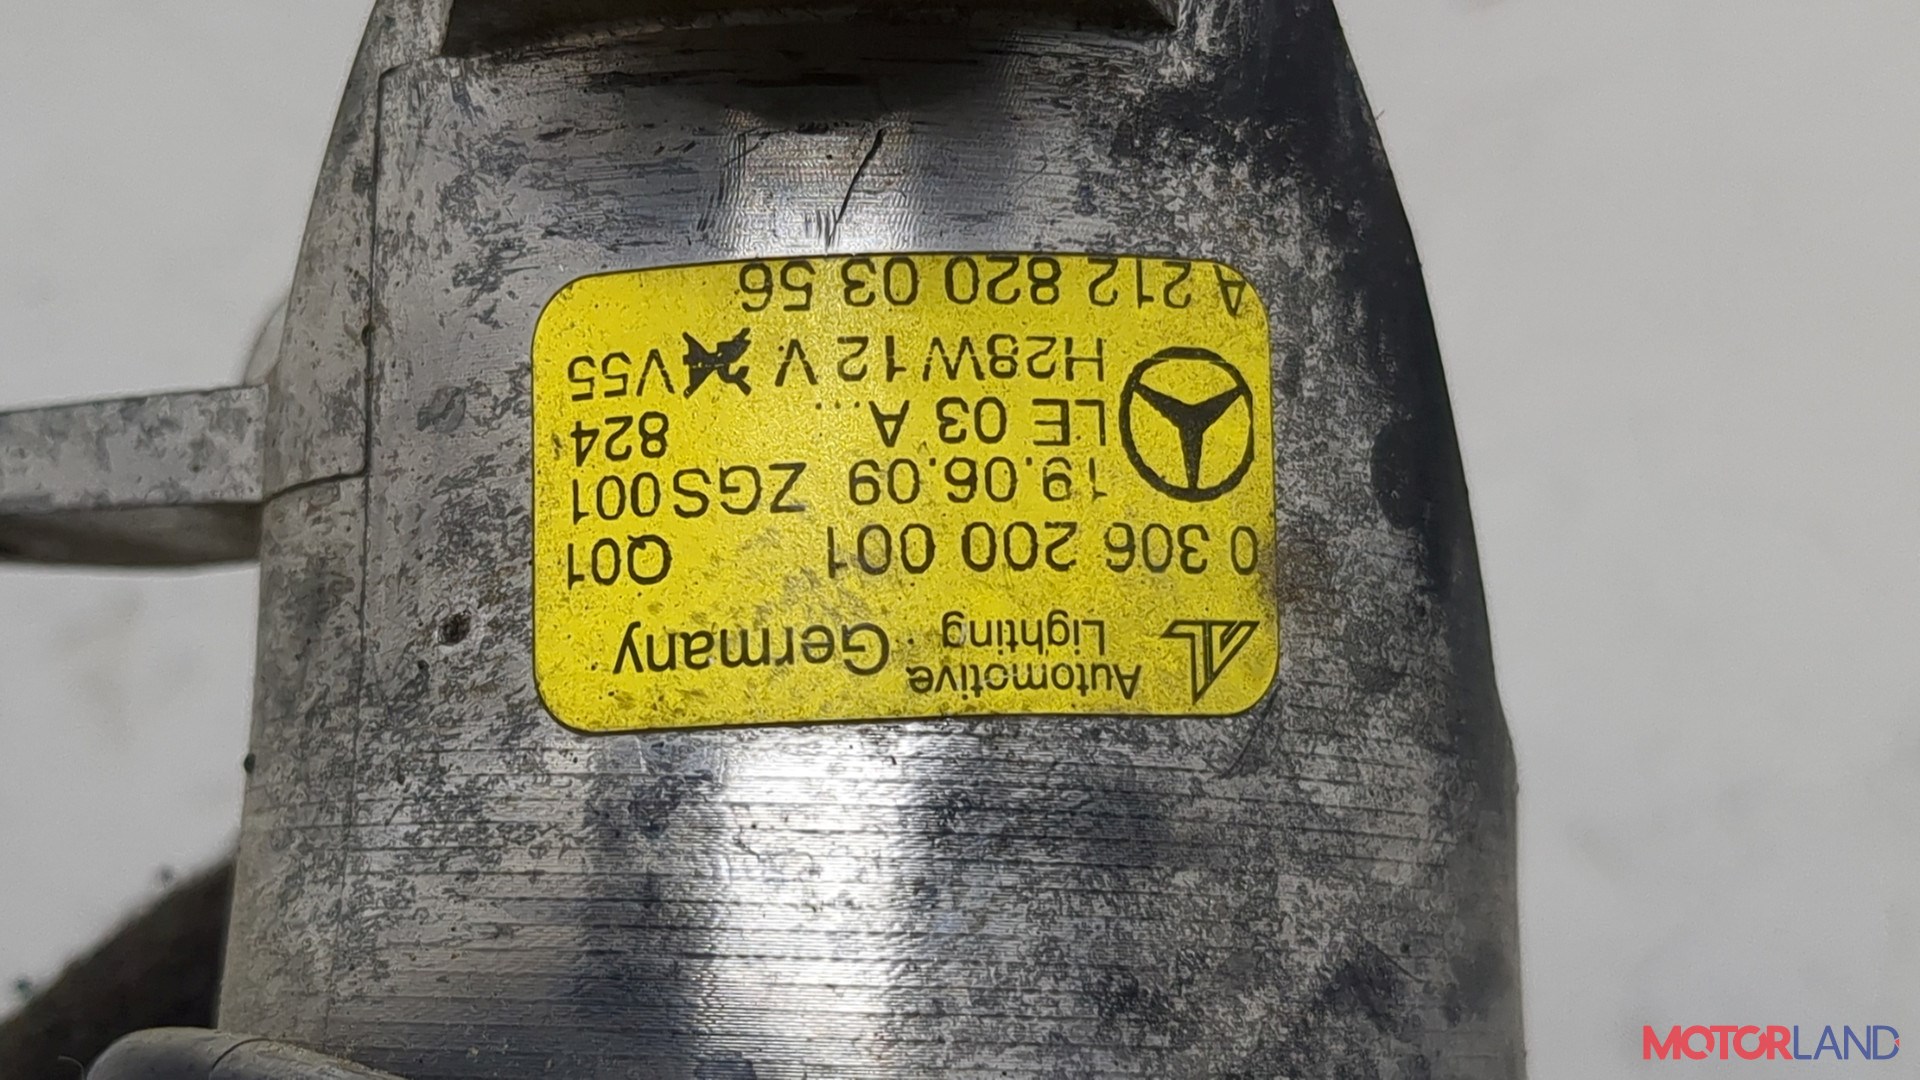 Automotive
Lighting . Germany
0 306 200 001 Q01
19.06.09 ZGS001
LE 03 A... 824
H28W12 V V55
A 212 820 03 56
MOTORLAND